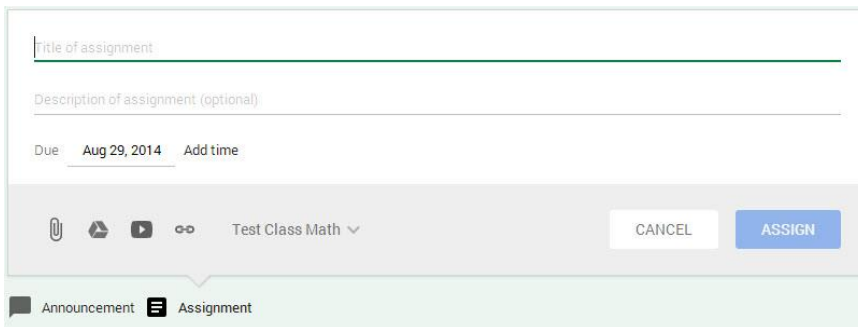 Title of assignment
Description of assignment (optional)
Due Aug 29, 2014 Add time
Test Class Math CANCEL ASSIGN
Announcement Assignment